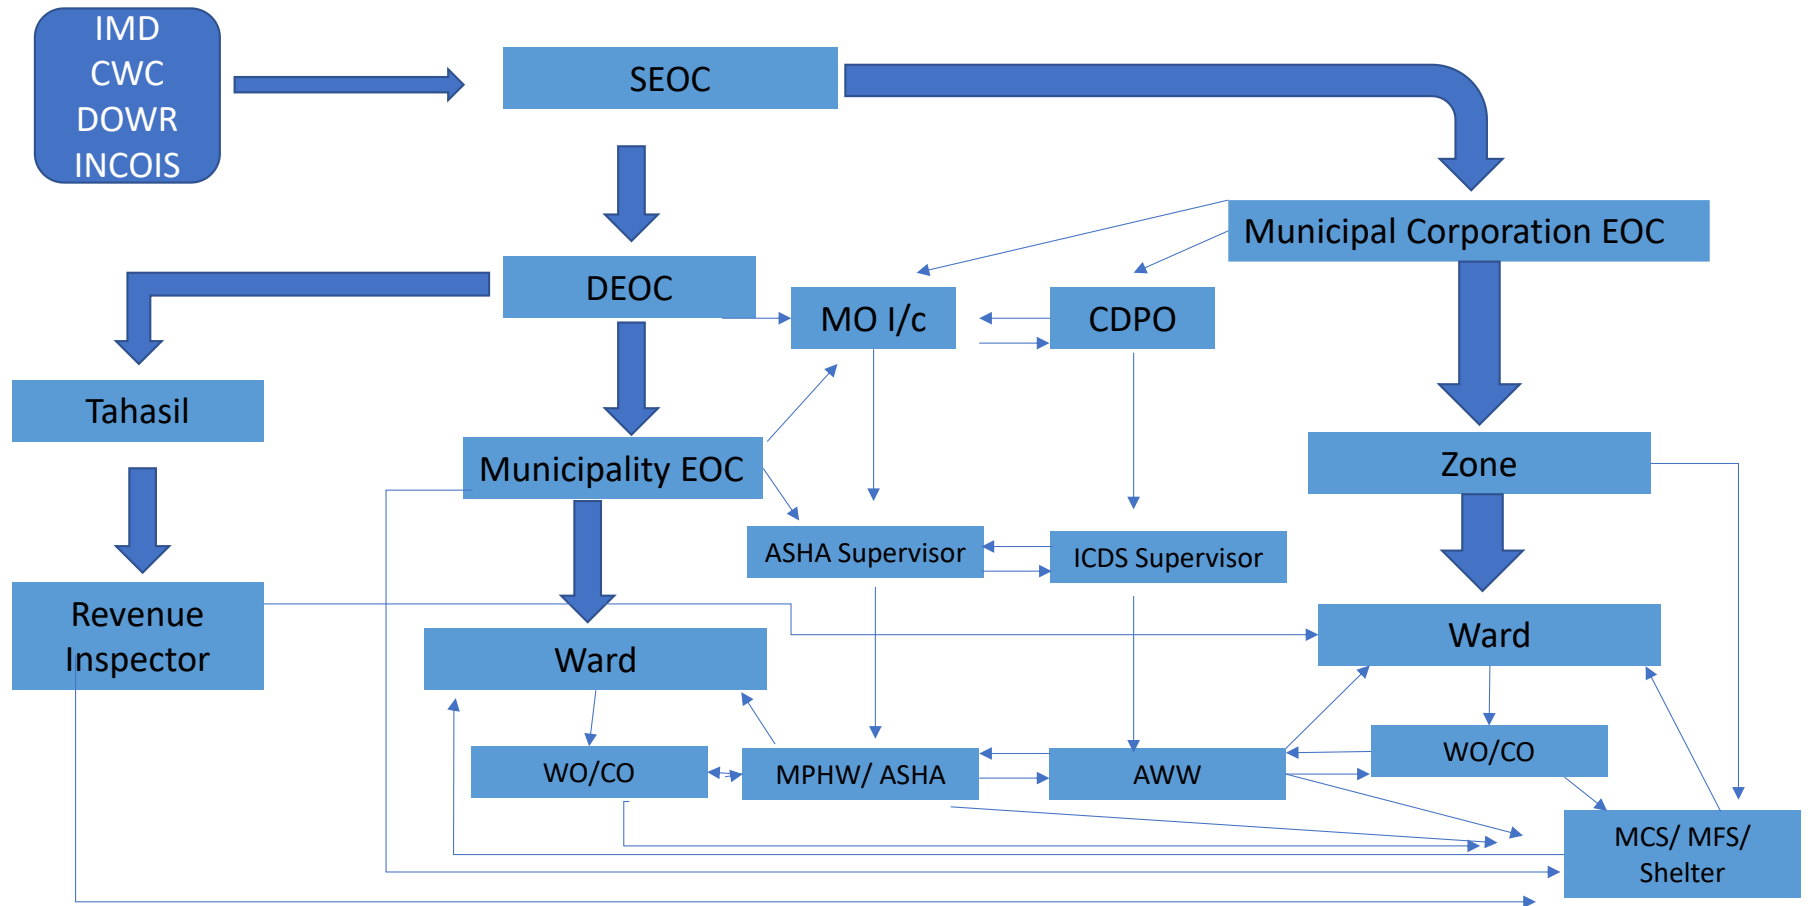 IMD
CWC
DOWR
INCOIS
SEOC
Municipal Corporation EOC
DEOC
MO I/c
CDPO
Tahasil
Municipality EOC
Zone
ASHA Supervisor
ICDS Supervisor
Revenue
Inspector
Ward
Ward
WO/CO
MPHW/ ASHA
AWW
WO/CO
MCS/ MFS/
Shelter